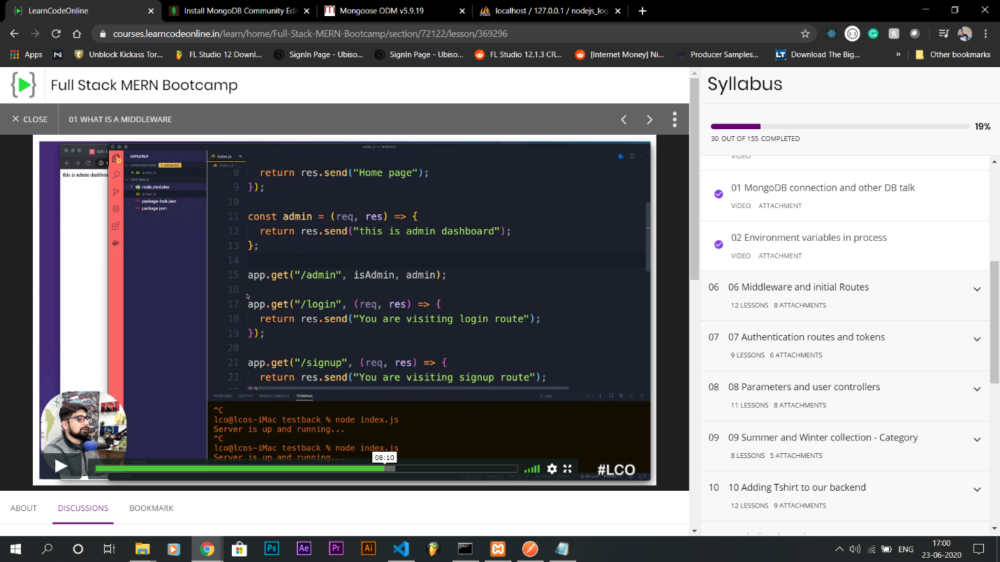 LearnCodeOnline
Install MongoDB Community Edi
Mongoose ODM v5.9.19
localhost / 127.0.0.1 / nodejs_log
courses.learncodeonline.in/learn/home/Full-Stack-MERN-Bootcamp/section/72122/lesson/369296
Apps
Unblock Kickass Tor...
FL Studio 12 Downl...
SignIn Page - Ubiso...
SignIn Page - Ubiso...
FL Studio 12.1.3 CR...
[Internet Money] Ni...
Producer Samples...
LT
Download The Big...
»
Other bookmarks
Full Stack MERN Bootcamp
CLOSE
01 WHAT IS A MIDDLEWARE
this is admin dashboa
EXPLORER
OPEN EDITORS 1 UNSAVED
index.js
TESTBACK
node_modules
index.js
package-lock.json
package.json
index.js — testback
JS index.js
JS index.js
8 return res.send("Home page");
9 });
10
11 const admin = (req, res) => {
12 return res.send("this is admin dashboard");
13 };
14
15 app.get("/admin", isAdmin, admin);
16
17 app.get("/login", (req, res) => {
18 return res.send("You are visiting login route");
19 });
20
21 app.get("/signup", (req, res) => {
22 return res.send("You are visiting signup route");
PROBLEMS OUTPUT DEBUG CONSOLE TERMINAL
1: node
^C
lco@lcos-iMac testback % node index.js
Server is up and running...
^C
lco@lcos-iMac testback % node index.js
Server is up and running...
08:10
#LCO
ABOUT
DISCUSSIONS
BOOKMARK
Syllabus
19%
30 OUT OF 155 COMPLETED
VIDEO
01 MongoDB connection and other DB talk
VIDEO ATTACHMENT
02 Environment variables in process
VIDEO ATTACHMENT
06 06 Middleware and initial Routes
12 LESSONS 8 ATTACHMENTS
07 07 Authentication routes and tokens
9 LESSONS 6 ATTACHMENTS
08 08 Parameters and user controllers
11 LESSONS 8 ATTACHMENTS
09 09 Summer and Winter collection - Category
8 LESSONS 5 ATTACHMENTS
10 10 Adding Tshirt to our backend
12 LESSONS 9 ATTACHMENTS
Ps
Ae
Pr
Ai
ENG
17:00
23-06-2020